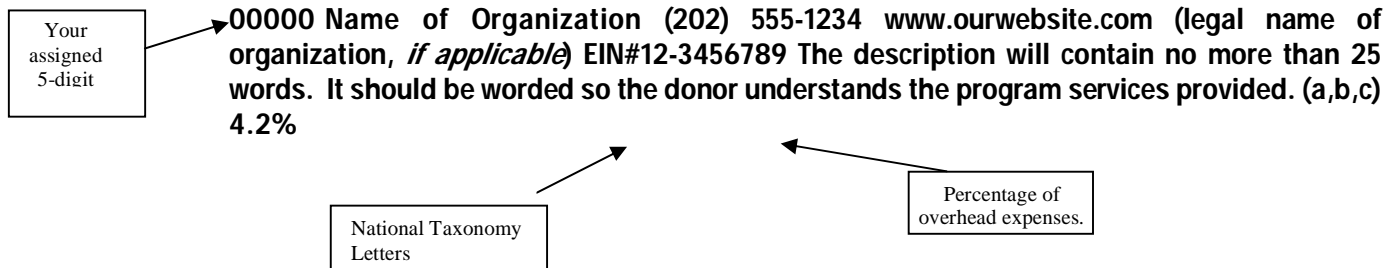 Your
assigned
5-digit
00000 Name of Organization (202) 555-1234 www.ourwebsite.com (legal name of
organization, if applicable) EIN#12-3456789 The description will contain no more than 25
words. It should be worded so the donor understands the program services provided. (a,b,c)
4.2%
National Taxonomy
Letters
Percentage of
overhead expenses.